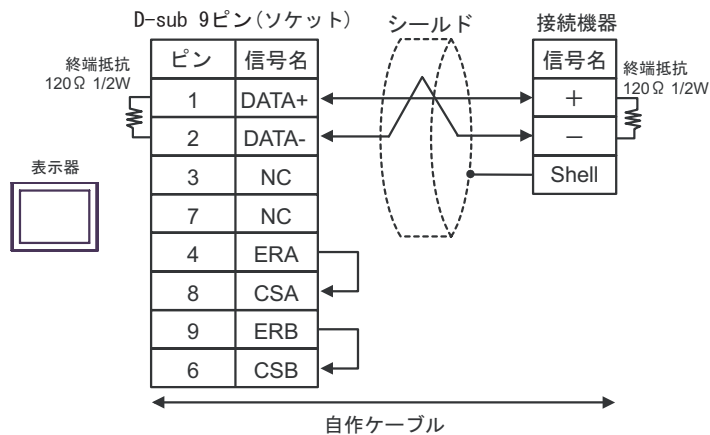 D-sub 9ピン(ソケット)
シールド
接続機器
終端抵抗
120Ω 1/2W
ピン 信号名
信号名
終端抵抗
120Ω 1/2W
1 DATA+
+
2 DATA-
−
3 NC
Shell
表示器
7 NC
4 ERA
8 CSA
9 ERB
6 CSB
自作ケーブル